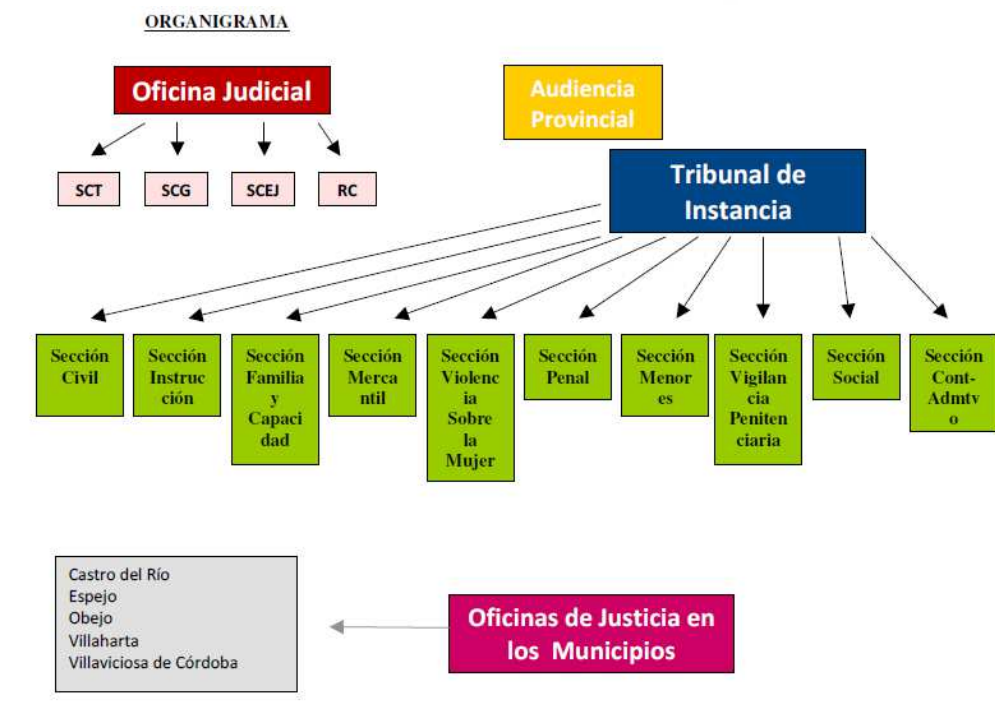 ORGANIGRAMA
Oficina Judicial
Audiencia
Provincial
SCT
SCG
SCEJ
RC
Tribunal de
Instancia
Sección
Civil
Sección
Instruc
ción
Sección
Familia
y
Capaci
dad
Sección
Merca
ntil
Sección
Violenc
ia
Sobre
la
Mujer
Sección
Penal
Sección
Menor
es
Sección
Vigilan
cia
Peniten
ciaria
Sección
Social
Sección
Cont-
Admtv
o
Castro del Río
Espejo
Obejo
Villaharta
Villaviciosa de Córdoba
Oficinas de Justicia en
los Municipios